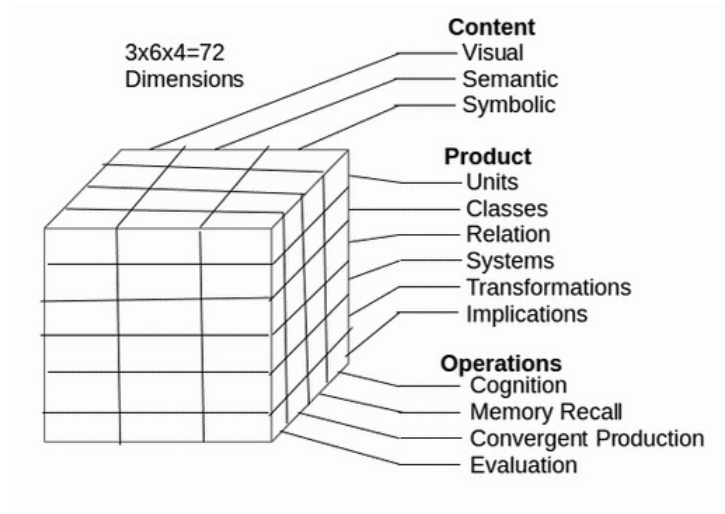 3x6x4=72
Dimensions
Content
Visual
Semantic
Symbolic
Product
Units
Classes
Relation
Systems
Transformations
Implications
Operations
Cognition
Memory Recall
Convergent Production
Evaluation